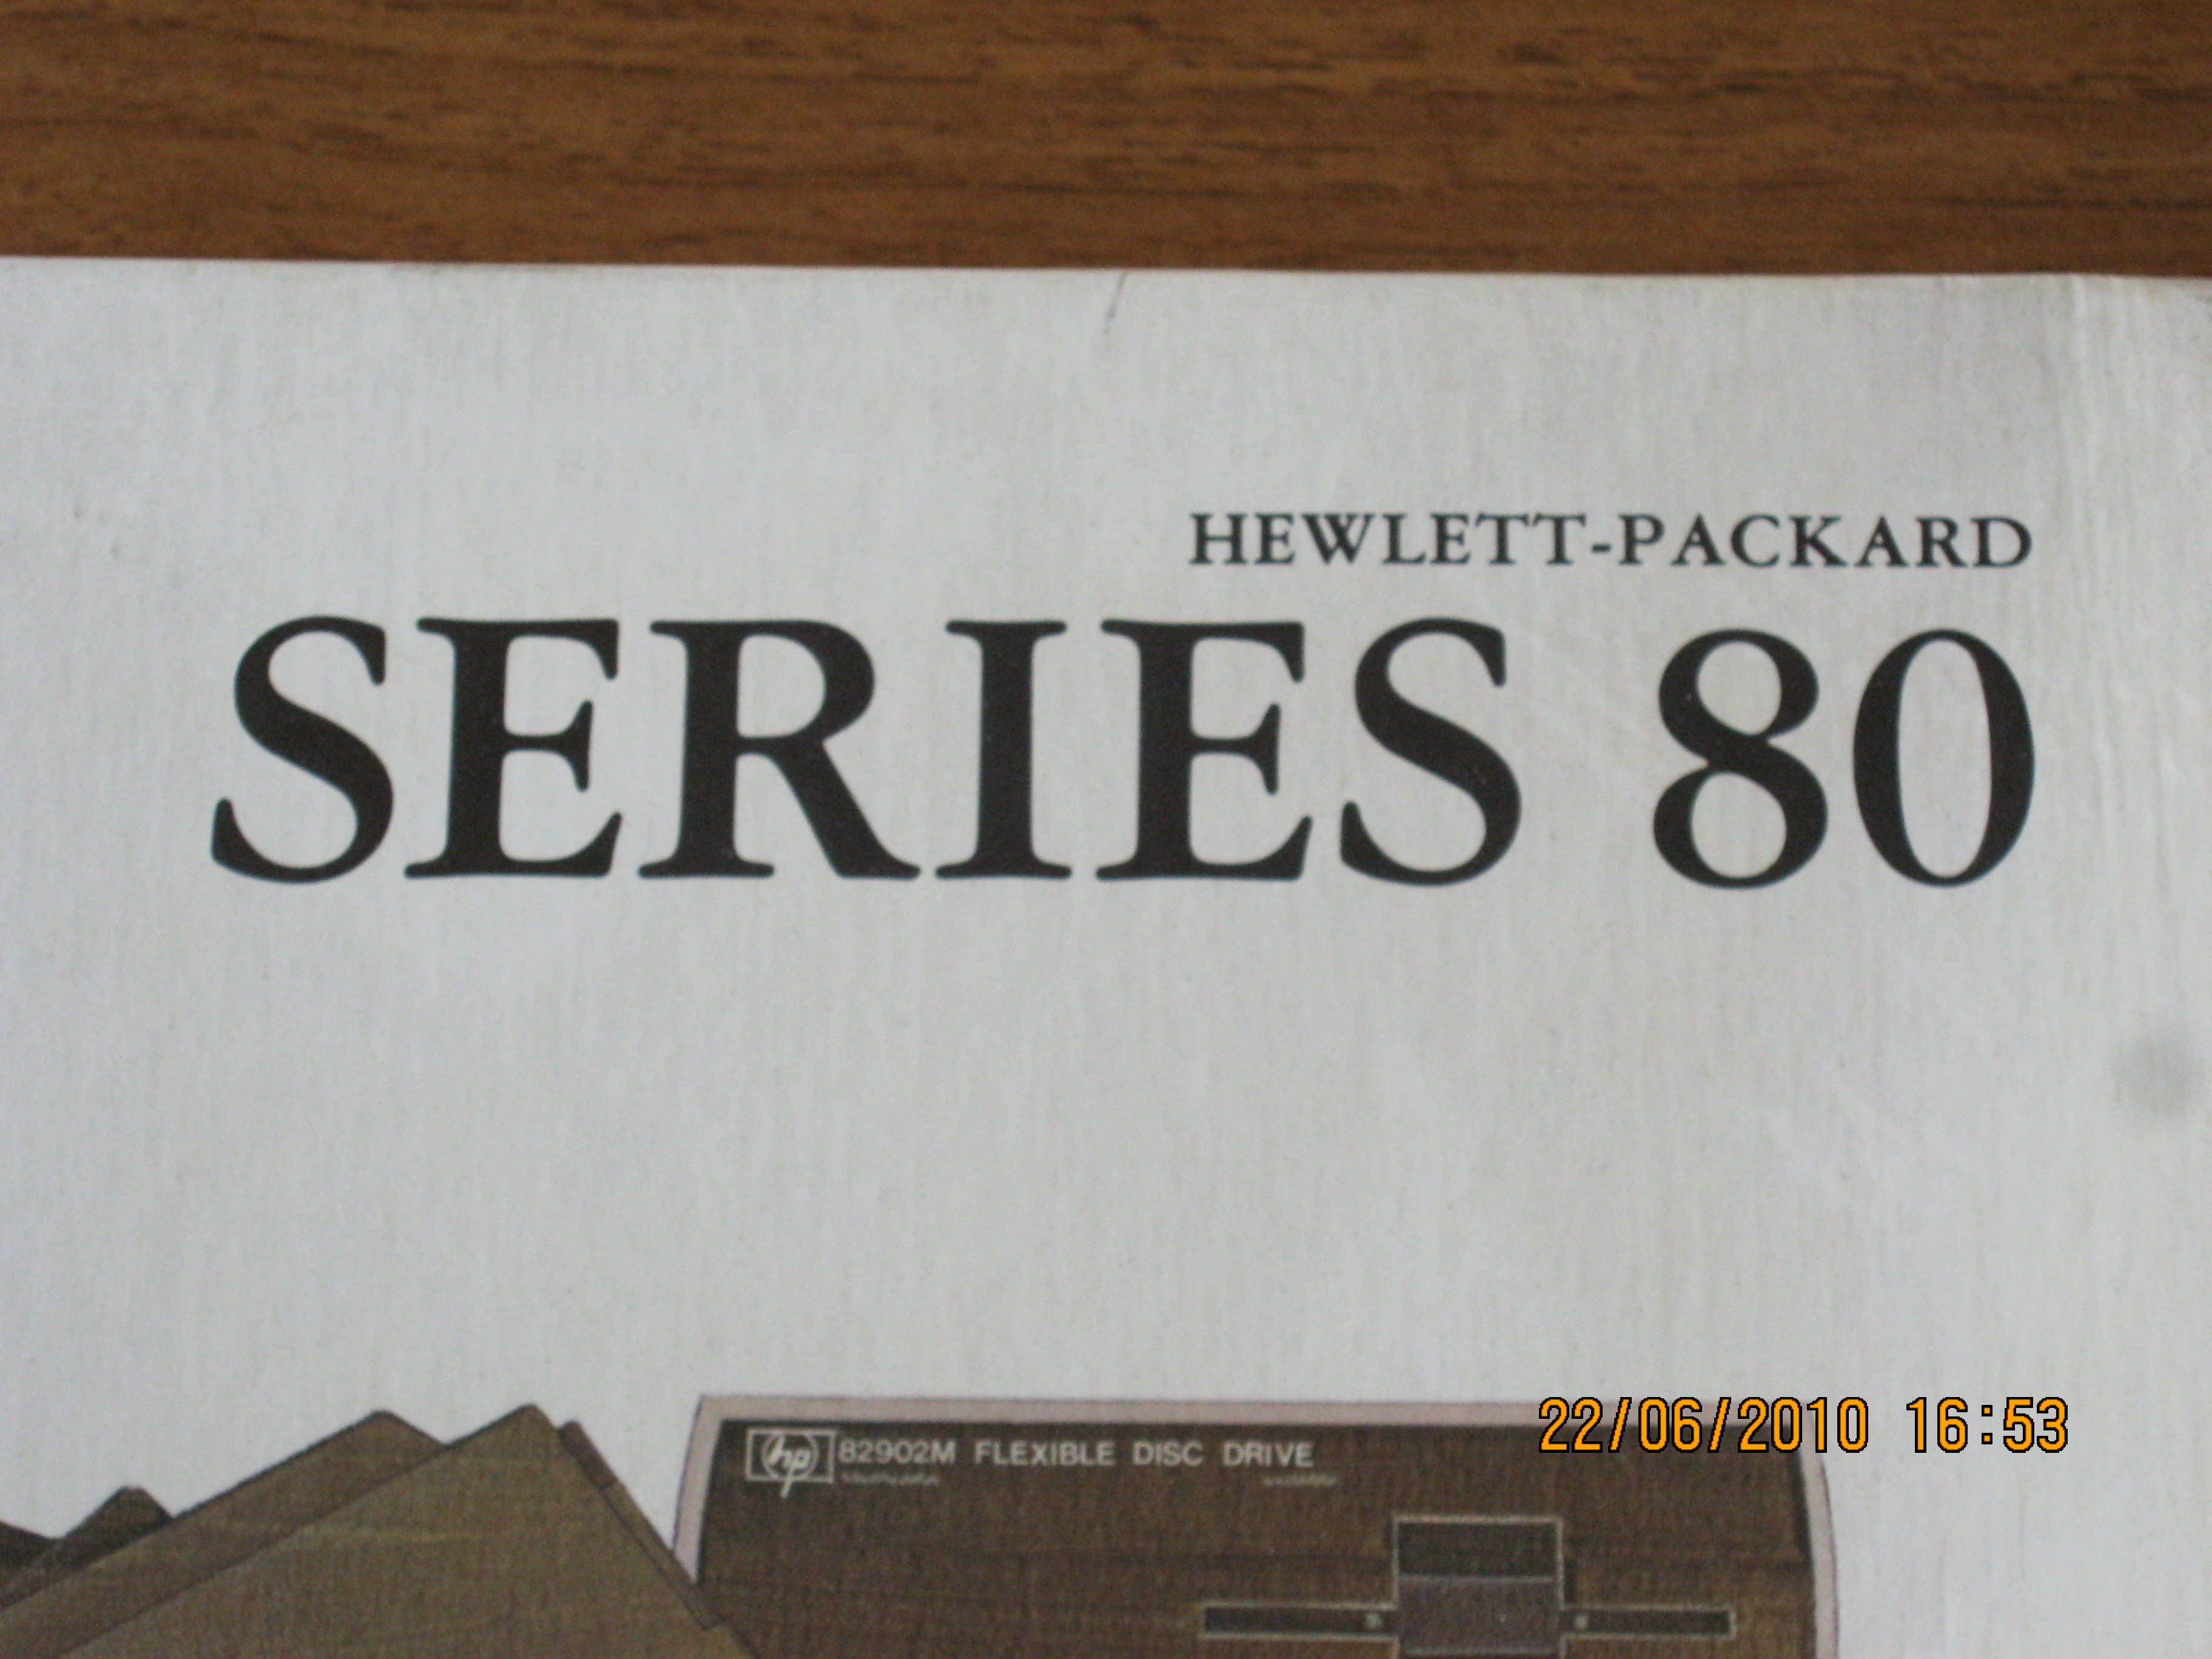 HEWLETT-PACKARD
SERIES 80
22/06/2010 16:53
hp 82902M FLEXIBLE DISC DRIVE